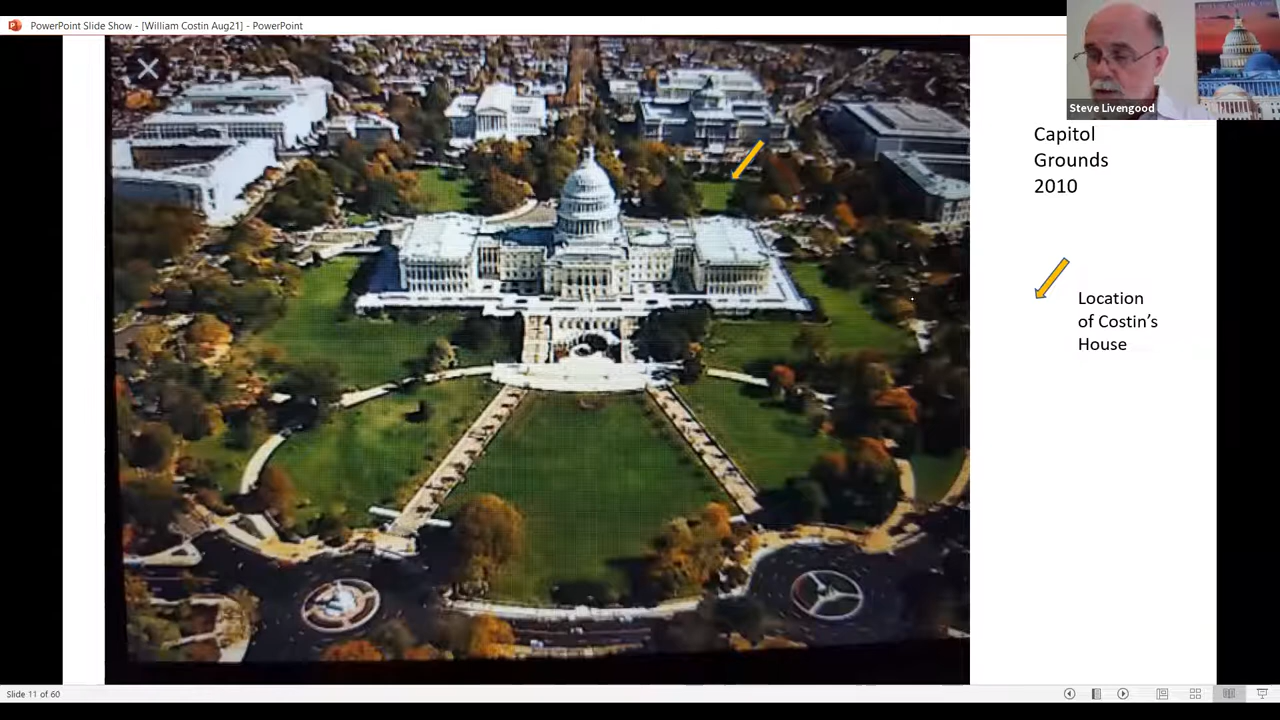 PowerPoint Slide Show - [William Costin Aug21] - PowerPoint
Steve Livengood
Capitol
Grounds
2010
Location
of Costin's
House
Slide 11 of 60